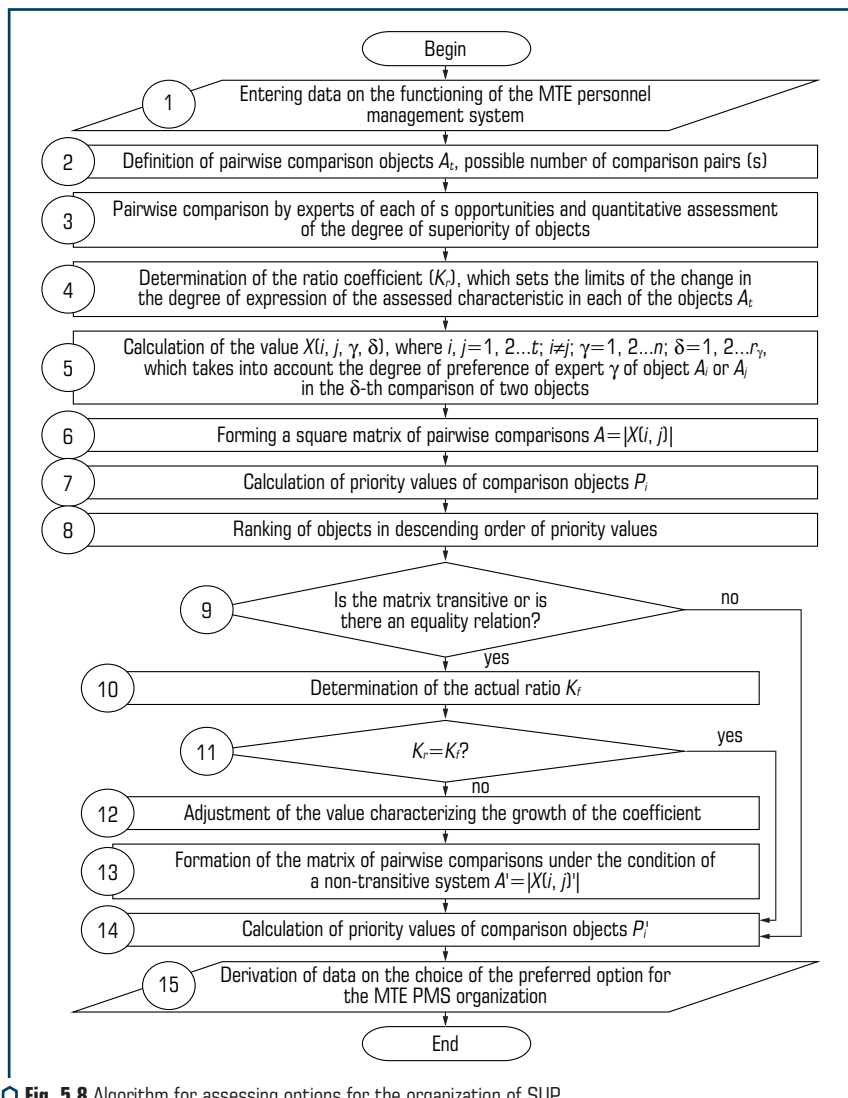 Begin
1
Entering data on the functioning of the MTE personnel
management system
2
Definition of pairwise comparison objects Aₜ, possible number of comparison pairs (s)
3
Pairwise comparison by experts of each of s opportunities and quantitative assessment
of the degree of superiority of objects
4
Determination of the ratio coefficient (Kᵣ), which sets the limits of the change in
the degree of expression of the assessed characteristic in each of the objects Aₜ
5
Calculation of the value X(i, j, γ, δ), where i, j=1, 2...t; i≠j; γ=1, 2...n; δ=1, 2...r_γ,
which takes into account the degree of preference of expert γ of object Aᵢ or Aⱼ
in the δ-th comparison of two objects
6
Forming a square matrix of pairwise comparisons A=|X(i, j)|
7
Calculation of priority values of comparison objects Pᵢ
8
Ranking of objects in descending order of priority values
9
Is the matrix transitive or is
there an equality relation?
no
yes
10
Determination of the actual ratio K_f
11
Kᵣ=K_f?
yes
no
12
Adjustment of the value characterizing the growth of the coefficient
13
Formation of the matrix of pairwise comparisons under the condition of
a non-transitive system A'=|X(i, j)'|
14
Calculation of priority values of comparison objects Pᵢ'
15
Derivation of data on the choice of the preferred option for
the MTE PMS organization
End
Fig. 5.8 Algorithm for assessing options for the organization of SUP